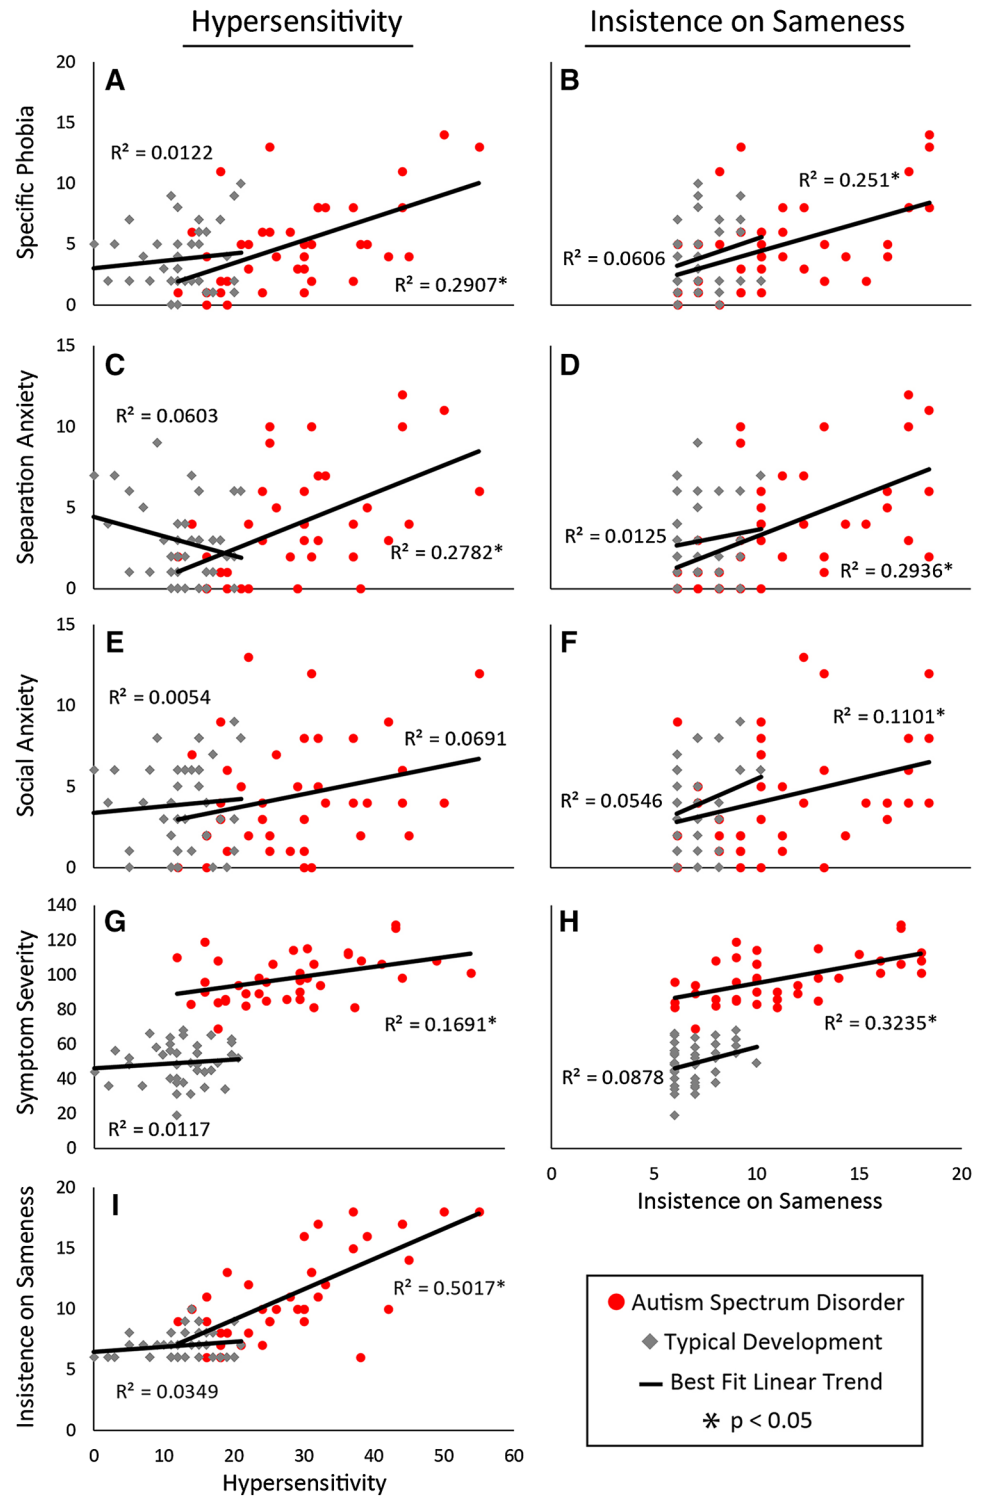 Hypersensitivity
Insistence on Sameness
Specific Phobia
20
15
10
5
0
A
R² = 0.0122
R² = 0.2907*
B
R² = 0.251*
R² = 0.0606
Separation Anxiety
15
10
5
0
C
R² = 0.0603
R² = 0.2782*
D
R² = 0.0125
R² = 0.2936*
Social Anxiety
15
10
5
0
E
R² = 0.0054
R² = 0.0691
F
R² = 0.1101*
R² = 0.0546
Symptom Severity
140
120
100
80
60
40
20
0
G
R² = 0.1691*
R² = 0.0117
H
R² = 0.3235*
R² = 0.0878
0 5 10 15 20
Insistence on Sameness
Insistence on Sameness
20
15
10
5
0
I
R² = 0.5017*
R² = 0.0349
0 10 20 30 40 50 60
Hypersensitivity
Autism Spectrum Disorder
Typical Development
Best Fit Linear Trend
* p < 0.05